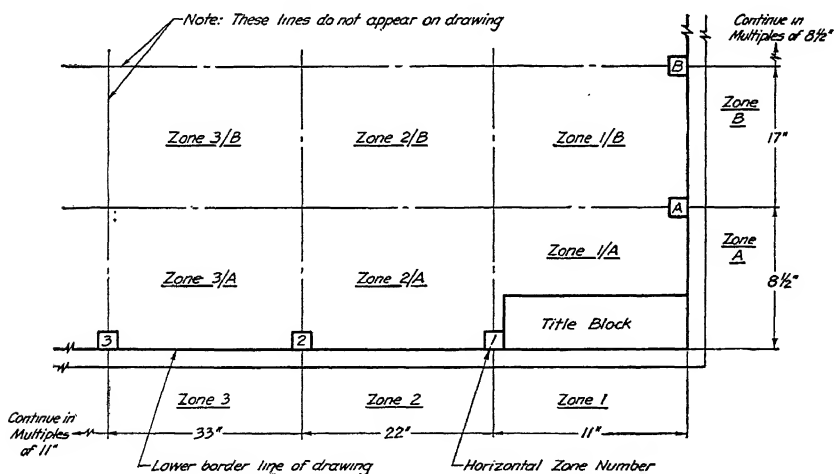 Note: These lines do not appear on drawing
Continue in
Multiples of 8½"
B
Zone 3/B
Zone 2/B
Zone 1/B
Zone
B
17"
A
Zone 3/A
Zone 2/A
Zone 1/A
Zone
A
8½"
Title Block
3
2
1
Zone 3
Zone 2
Zone 1
Continue in
Multiples
of 11"
33"
22"
11"
Lower border line of drawing
Horizontal Zone Number